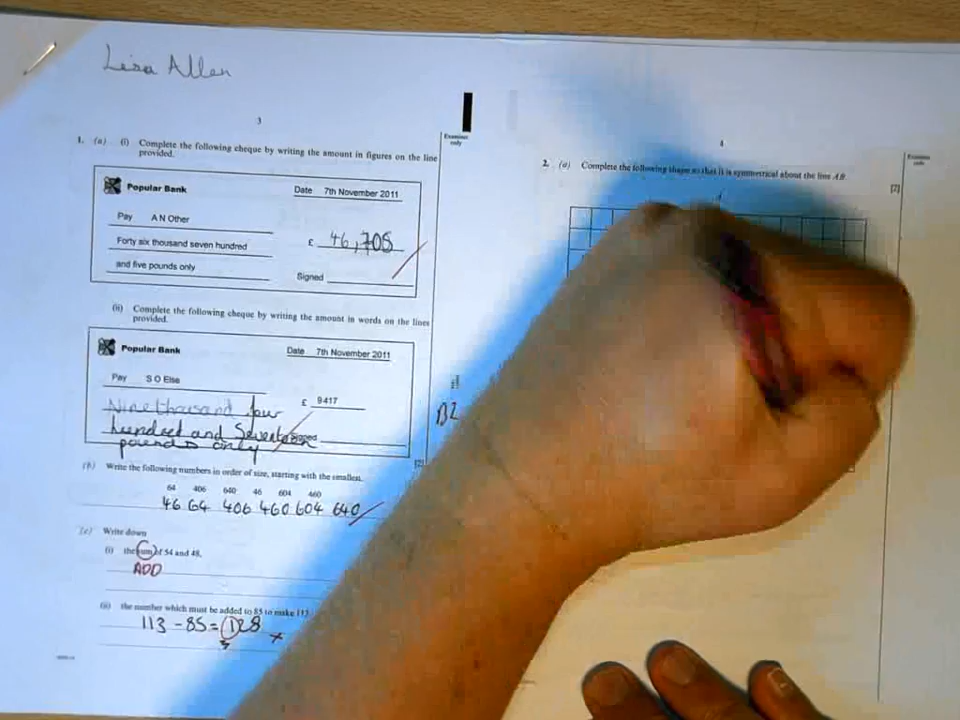 Lisa Allen
3
Examiner only
1. (a) (i) Complete the following cheque by writing the amount in figures on the line
provided.
Popular Bank
Date 7th November 2011
Pay A N Other
Forty six thousand seven hundred
£ 46,705
and five pounds only
Signed
(ii) Complete the following cheque by writing the amount in words on the lines
provided.
Popular Bank
Date 7th November 2011
Pay S O Else
£ 9417
Nine thousand four
hundred and Seventeen
Signed
pounds only
B2
[2]
(b) Write the following numbers in order of size, starting with the smallest.
64 406 640 46 604 460
46 64 406 460 604 640
(c) Write down
(i) the sum of 54 and 48,
ADD
(ii) the number which must be added to 85 to make 113.
113 - 85 = 128
4
Examiner only
2. (a) Complete the following shape so that it is symmetrical about the line AB.
[2]